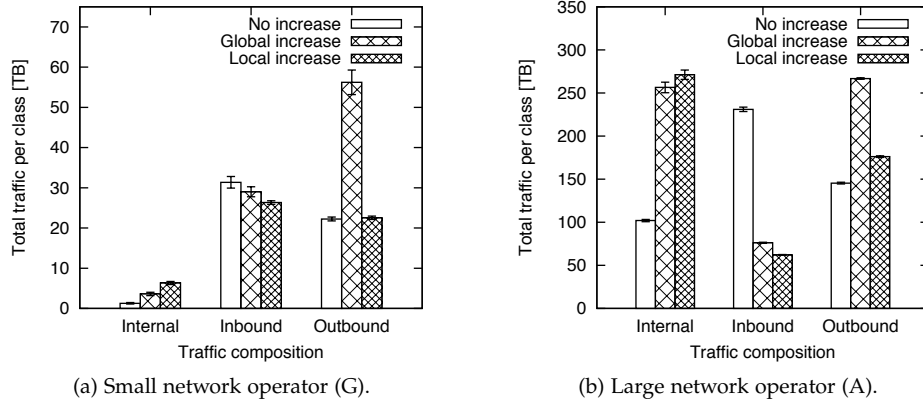 Total traffic per class [TB]
70
60
50
40
30
20
10
0
No increase
Global increase
Local increase
Internal Inbound Outbound
Traffic composition
(a) Small network operator (G).
Total traffic per class [TB]
350
300
250
200
150
100
50
0
No increase
Global increase
Local increase
Internal Inbound Outbound
Traffic composition
(b) Large network operator (A).